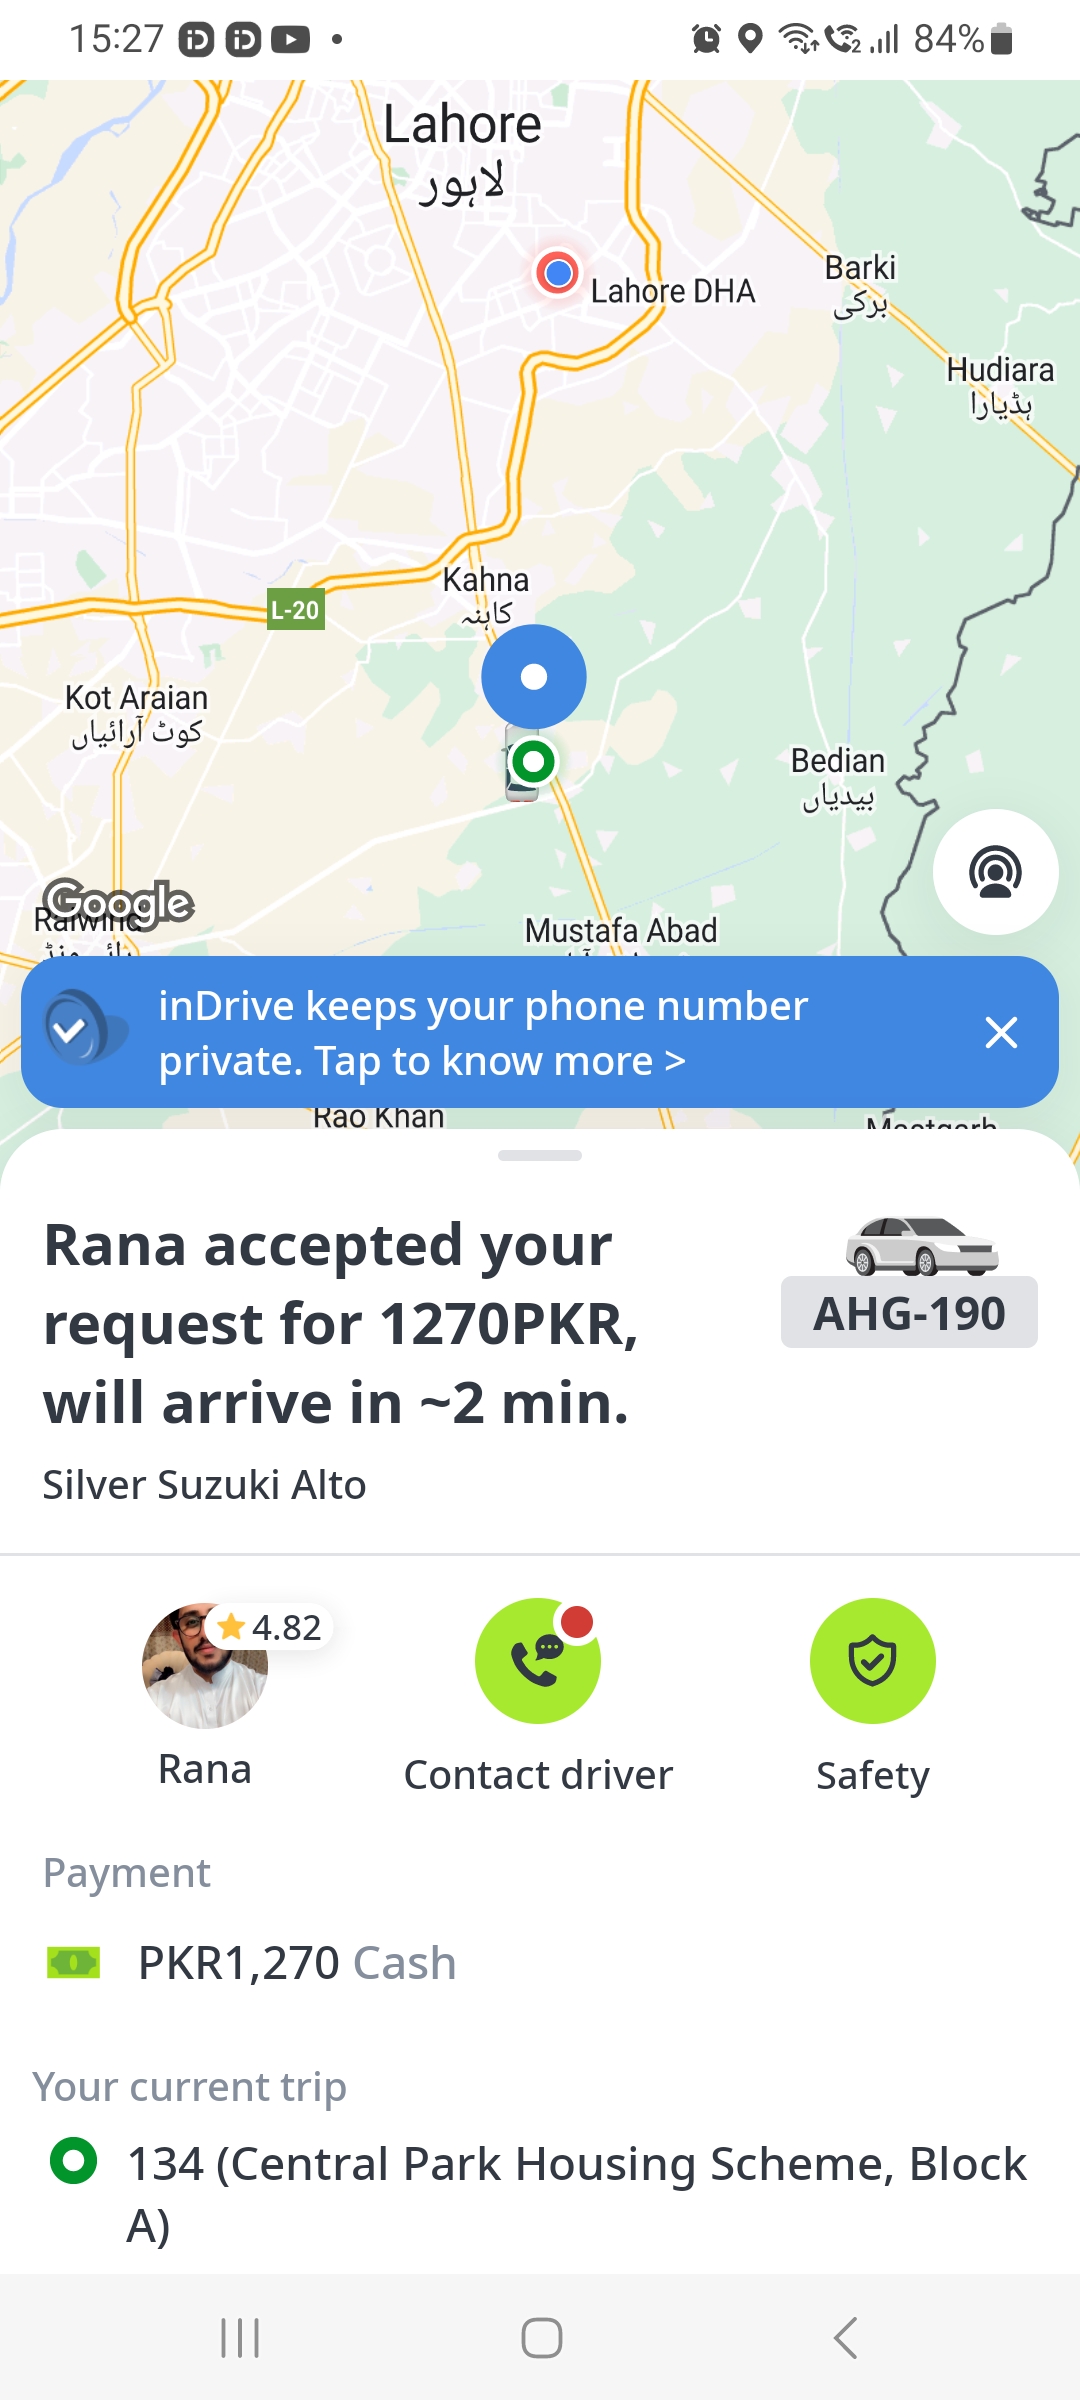 15:27
84%
Lahore
لاہور
Lahore DHA
Barki
برکی
Hudiara
ہڈیارا
Kahna
کاہنہ
L-20
Kot Araian
کوٹ آرائیاں
Bedian
بیدیاں
Google
Raiwind
رائے ونڈ
Mustafa Abad
inDrive keeps your phone number
private. Tap to know more >
Rao Khan
Rana accepted your
request for 1270PKR,
will arrive in ~2 min.
AHG-190
Silver Suzuki Alto
4.82
Rana
Contact driver
Safety
Payment
PKR1,270 Cash
Your current trip
134 (Central Park Housing Scheme, Block
A)